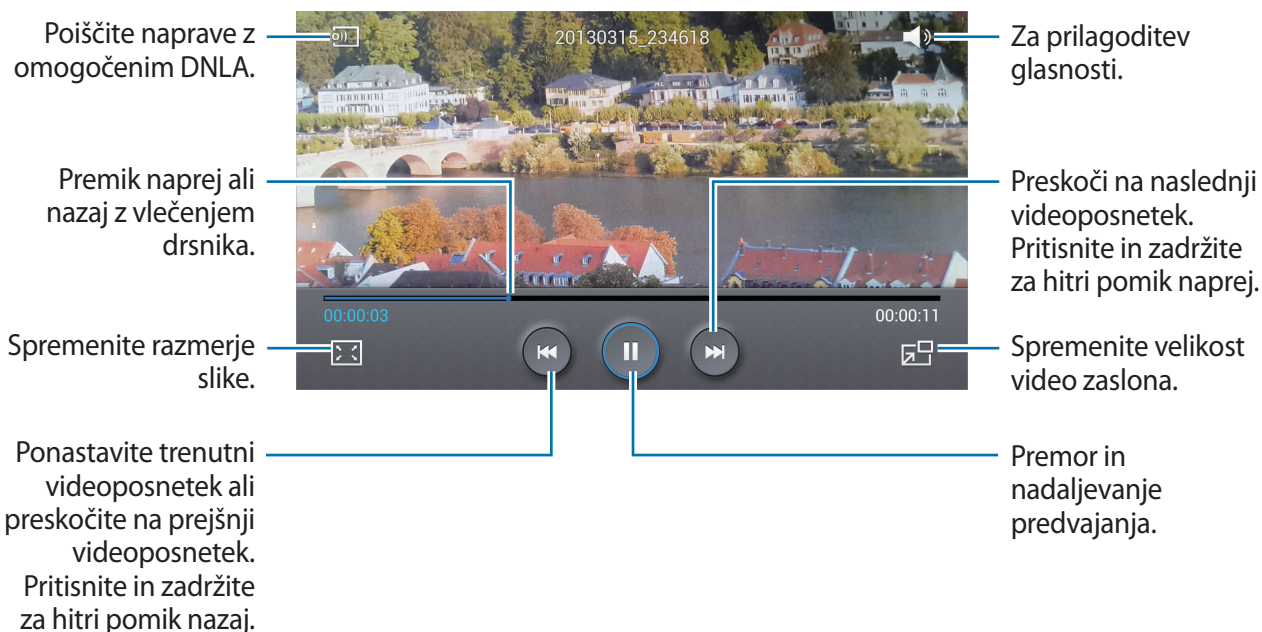 Poiščite naprave z
omogočenim DNLA.
20130315_234618
Za prilagoditev
glasnosti.
Premik naprej ali
nazaj z vlečenjem
drsnika.
Preskoči na naslednji
videoposnetek.
Pritisnite in zadržite
za hitri pomik naprej.
00:00:03
00:00:11
Spremenite razmerje
slike.
Spremenite velikost
video zaslona.
Ponastavite trenutni
videoposnetek ali
preskočite na prejšnji
videoposnetek.
Pritisnite in zadržite
za hitri pomik nazaj.
Premor in
nadaljevanje
predvajanja.